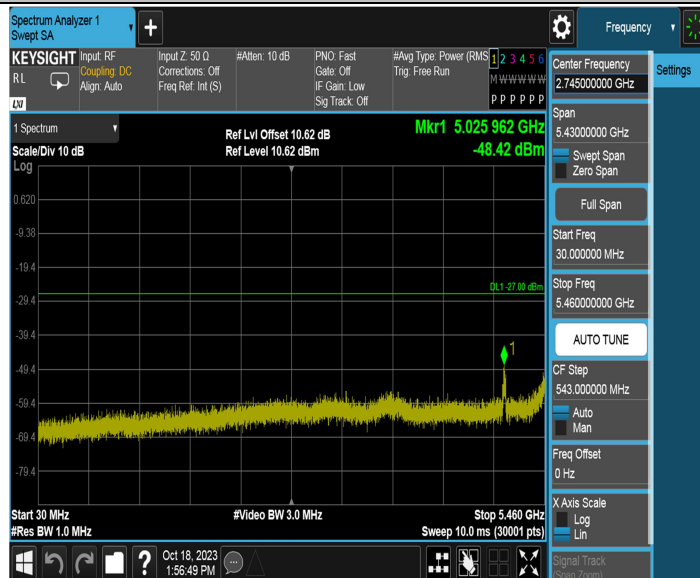 Spectrum Analyzer 1
Swept SA
+
Frequency
KEYSIGHT
RL
LXI
Input: RF
Coupling: DC
Align: Auto
Input Z: 50 Ω
Corrections: Off
Freq Ref: Int (S)
#Atten: 10 dB
PNO: Fast
Gate: Off
IF Gain: Low
Sig Track: Off
#Avg Type: Power (RMS
Trig: Free Run
1 2 3 4 5 6
M W W W W W
P P P P P P
1 Spectrum
Scale/Div 10 dB
Log
Ref Lvl Offset 10.62 dB
Ref Level 10.62 dBm
Mkr1 5.025 962 GHz
-48.42 dBm
0.620
-9.38
-19.4
-29.4
-39.4
-49.4
-59.4
-69.4
-79.4
DL1 -27.00 dBm
1
Start 30 MHz
#Res BW 1.0 MHz
#Video BW 3.0 MHz
Stop 5.460 GHz
Sweep 10.0 ms (30001 pts)
?
Oct 18, 2023
1:56:49 PM
Center Frequency
2.745000000 GHz
Span
5.43000000 GHz
Swept Span
Zero Span
Full Span
Start Freq
30.000000 MHz
Stop Freq
5.460000000 GHz
AUTO TUNE
CF Step
543.000000 MHz
Auto
Man
Freq Offset
0 Hz
X Axis Scale
Log
Lin
Signal Track
(Span Zoom)
Settings